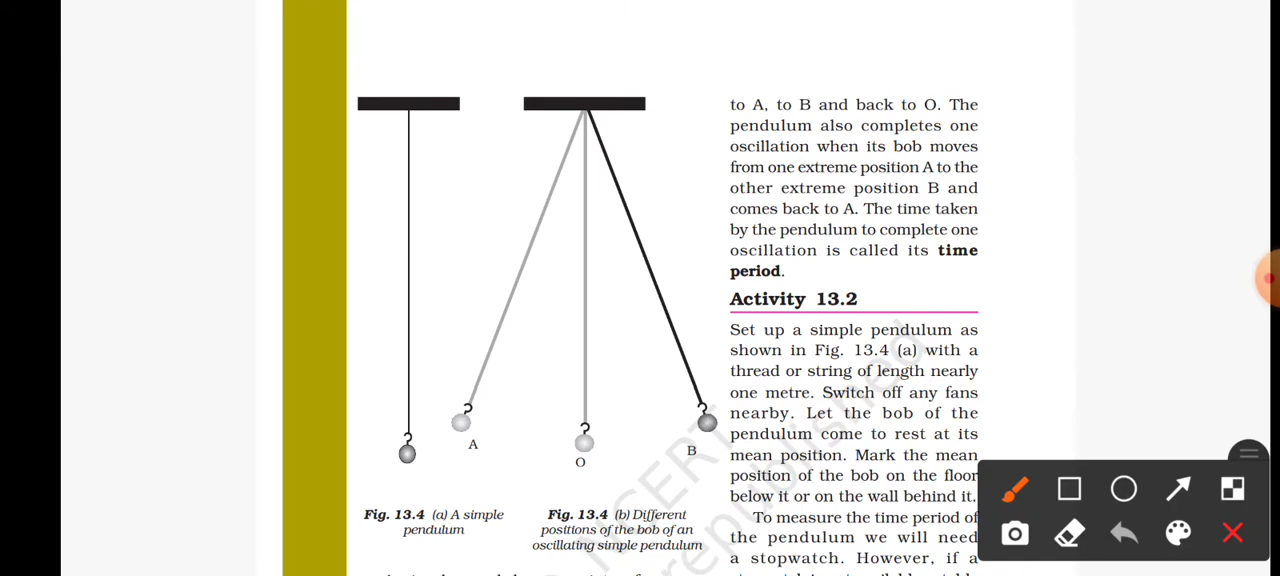 to A, to B and back to O. The
pendulum also completes one
oscillation when its bob moves
from one extreme position A to the
other extreme position B and
comes back to A. The time taken
by the pendulum to complete one
oscillation is called its time
period.
Activity 13.2
Set up a simple pendulum as
shown in Fig. 13.4 (a) with a
thread or string of length nearly
one metre. Switch off any fans
nearby. Let the bob of the
pendulum come to rest at its
mean position. Mark the mean
position of the bob on the floor
below it or on the wall behind it.
To measure the time period of
the pendulum we will need
a stopwatch. However, if a
A
O
B
Fig. 13.4 (a) A simple
pendulum
Fig. 13.4 (b) Different
positions of the bob of an
oscillating simple pendulum
NCERT
republished